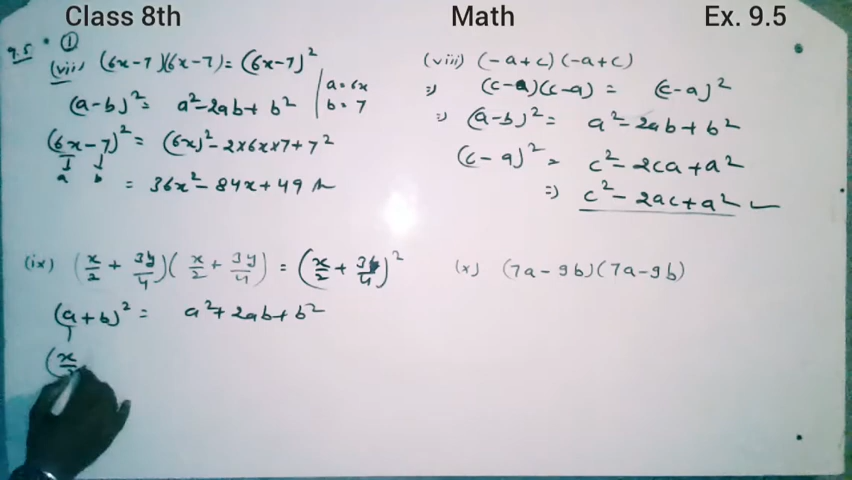 Class 8th Math Ex. 9.5
9.5 • ①
(vii) (6x-7)(6x-7) = (6x-7)²
(a-b)² = a²-2ab+b²
a = 6x
b = 7
(6x-7)² = (6x)²-2×6x×7+7²
a b
= 36x²-84x+49
(viii) (-a+c)(-a+c)
⇒ (c-a)(c-a) = (c-a)²
⇒ (a-b)² = a²-2ab+b²
(c-a)² = c²-2ca+a²
⇒ c²-2ac+a²
(ix) (x/2 + 3y/4)(x/2 + 3y/4) = (x/2 + 3y/4)²
(a+b)² = a²+2ab+b²
(x/2
(x) (7a-9b)(7a-9b)